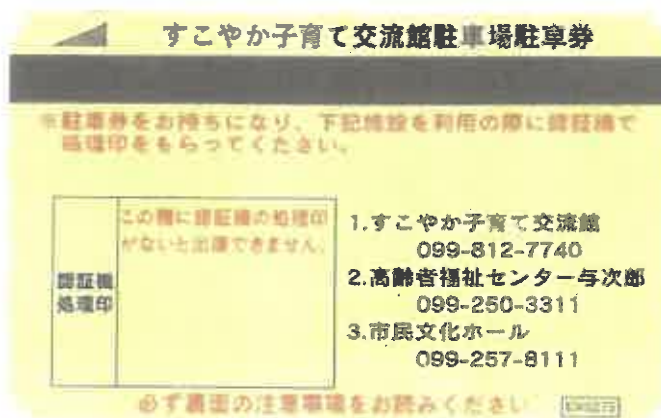 すこやか子育て交流館駐車場駐車券
※駐車券をお持ちになり、下記施設を利用の際に認証機で
処理印をもらってください。
この欄に認証機の処理印
がないと出庫できません。
認証機
処理印
1.すこやか子育て交流館
099-812-7740
2.高齢者福祉センター与次郎
099-250-3311
3.市民文化ホール
099-257-8111
必ず裏面の注意事項をお読みください